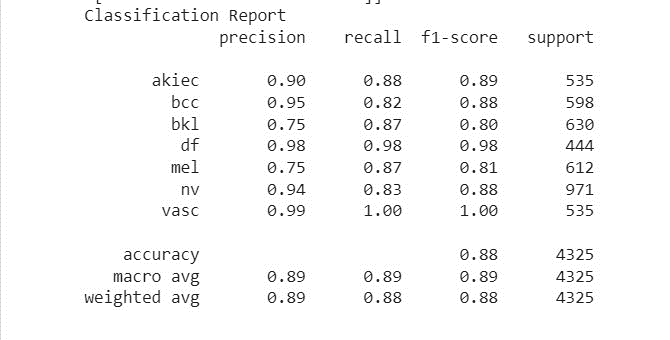 Classification Report
precision recall f1-score support
akiec 0.90 0.88 0.89 535
bcc 0.95 0.82 0.88 598
bkl 0.75 0.87 0.80 630
df 0.98 0.98 0.98 444
mel 0.75 0.87 0.81 612
nv 0.94 0.83 0.88 971
vasc 0.99 1.00 1.00 535
accuracy 0.88 4325
macro avg 0.89 0.89 0.89 4325
weighted avg 0.89 0.88 0.88 4325